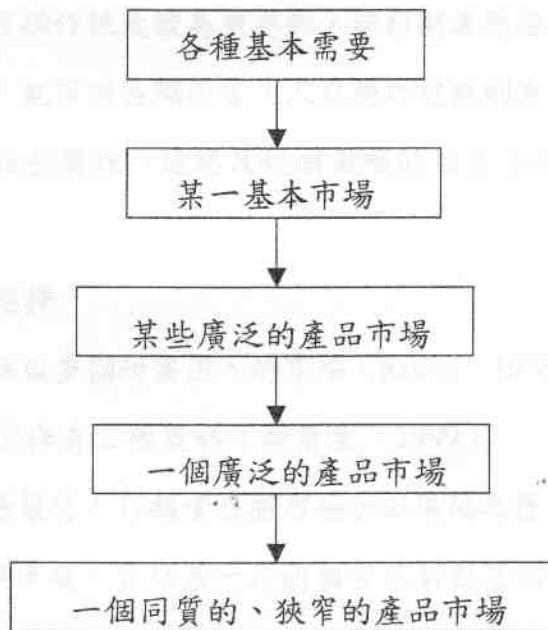 各種基本需要
某一基本市場
某些廣泛的產品市場
一個廣泛的產品市場
一個同質的、狹窄的產品市場